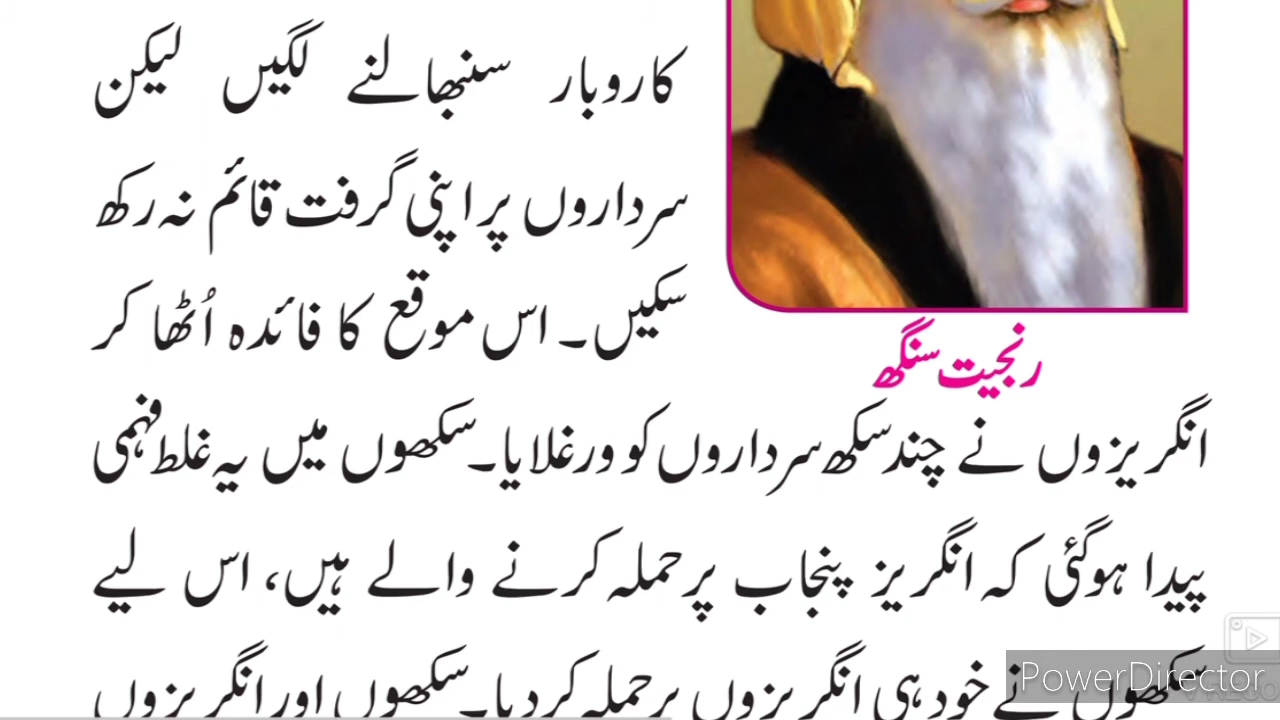 کاروبار سنبھالنے لگیں لیکن
سرداروں پر اپنی گرفت قائم نہ رکھ
سکیں۔ اس موقع کا فائدہ اُٹھا کر
رنجیت سنگھ
انگریزوں نے چند سکھ سرداروں کو ورغلایا۔ سکھوں میں یہ غلط فہمی
پیدا ہوگئی کہ انگریز پنجاب پر حملہ کرنے والے ہیں، اس لیے
سکھوں نے خود ہی انگریزوں پر حملہ کر دیا۔ سکھوں اور انگریزوں
PowerDirector